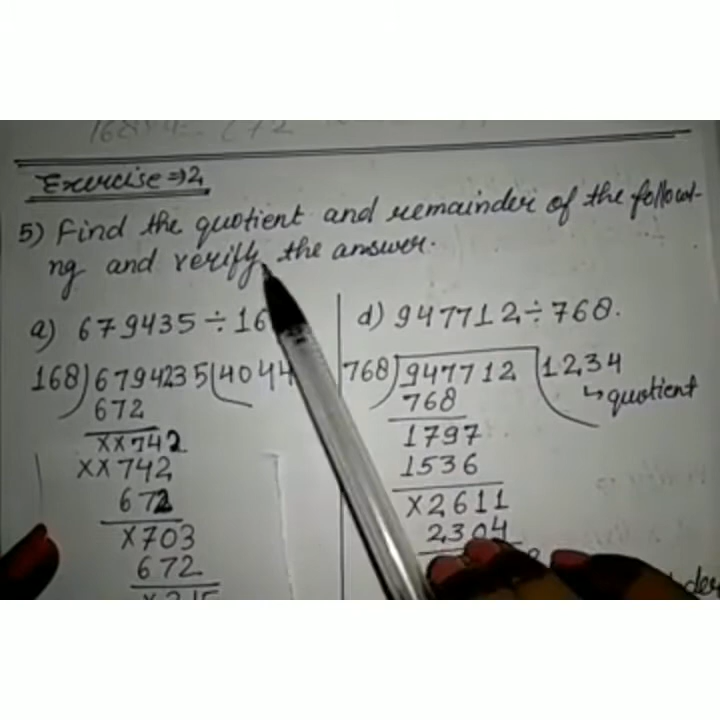 Exercise ⇒ 2
5) Find the quotient and remainder of the followi-
ng and verify the answer.
a) 679435 ÷ 16
168)6794235(4044
672
xx742
xx742
672
x703
672
d) 947712 ÷ 768.
768)947712(1234
↳ quotient
768
1797
1536
x2611
2304